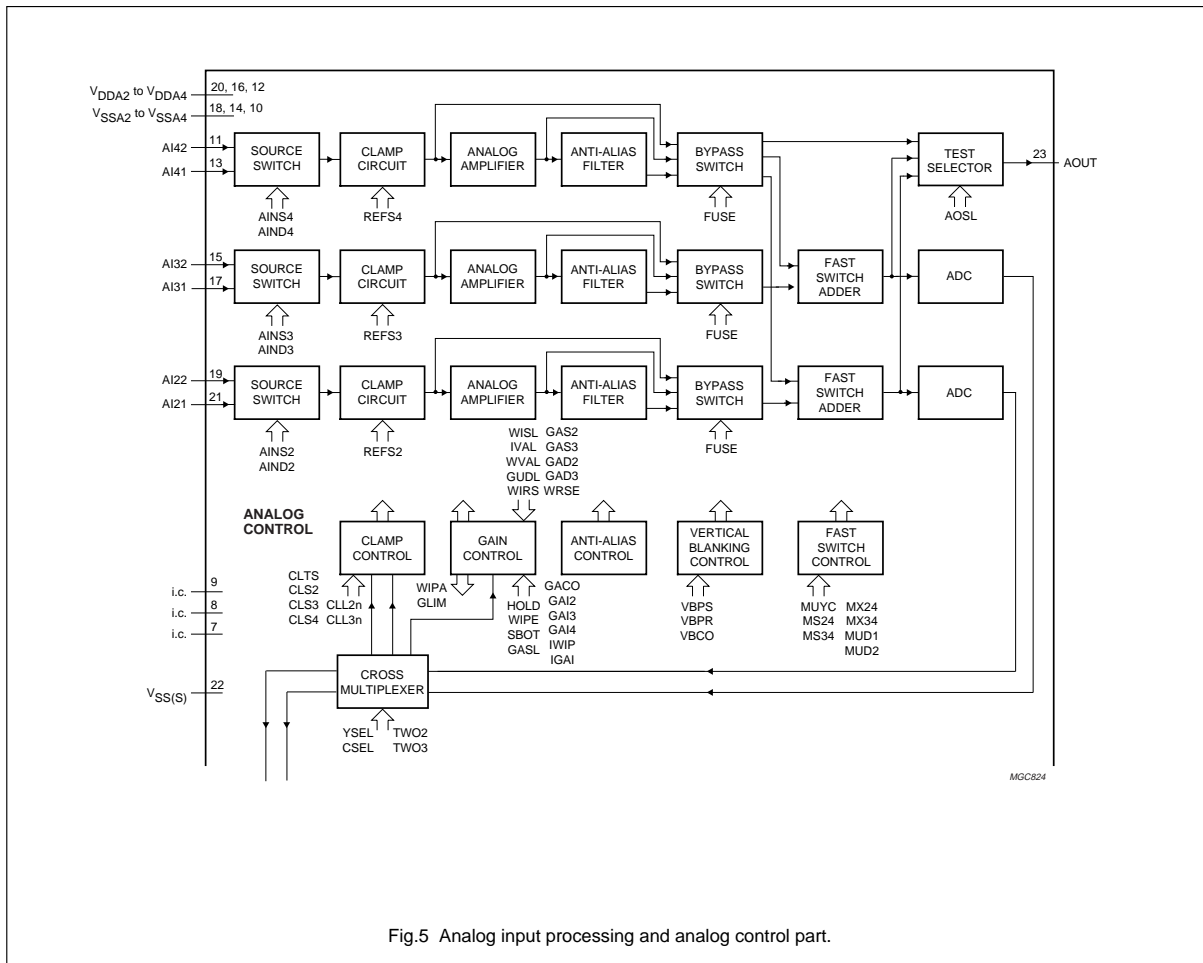 V_DDA2 to V_DDA4
20, 16, 12
V_SSA2 to V_SSA4
18, 14, 10
AI42
11
AI41
13
SOURCE
SWITCH
CLAMP
CIRCUIT
ANALOG
AMPLIFIER
ANTI-ALIAS
FILTER
BYPASS
SWITCH
TEST
SELECTOR
23
AOUT
AINS4
AIND4
REFS4
FUSE
AOSL
AI32
15
AI31
17
SOURCE
SWITCH
CLAMP
CIRCUIT
ANALOG
AMPLIFIER
ANTI-ALIAS
FILTER
BYPASS
SWITCH
FAST
SWITCH
ADDER
ADC
AINS3
AIND3
REFS3
FUSE
AI22
19
AI21
21
SOURCE
SWITCH
CLAMP
CIRCUIT
ANALOG
AMPLIFIER
ANTI-ALIAS
FILTER
BYPASS
SWITCH
FAST
SWITCH
ADDER
ADC
AINS2
AIND2
REFS2
FUSE
WISL GAS2
IVAL GAS3
WVAL GAD2
GUDL GAD3
WIRS WRSE
ANALOG
CONTROL
CLAMP
CONTROL
GAIN
CONTROL
ANTI-ALIAS
CONTROL
VERTICAL
BLANKING
CONTROL
FAST
SWITCH
CONTROL
CLTS
CLS2
CLS3
CLS4
CLL2n
CLL3n
WIPA
GLIM
HOLD
WIPE
SBOT
GASL
GACO
GAI2
GAI3
GAI4
IWIP
IGAI
VBPS
VBPR
VBCO
MUYC
MS24
MS34
MX24
MX34
MUD1
MUD2
i.c.
9
i.c.
8
i.c.
7
V_SS(S)
22
CROSS
MULTIPLEXER
YSEL TWO2
CSEL TWO3
MGC824
Fig.5 Analog input processing and analog control part.